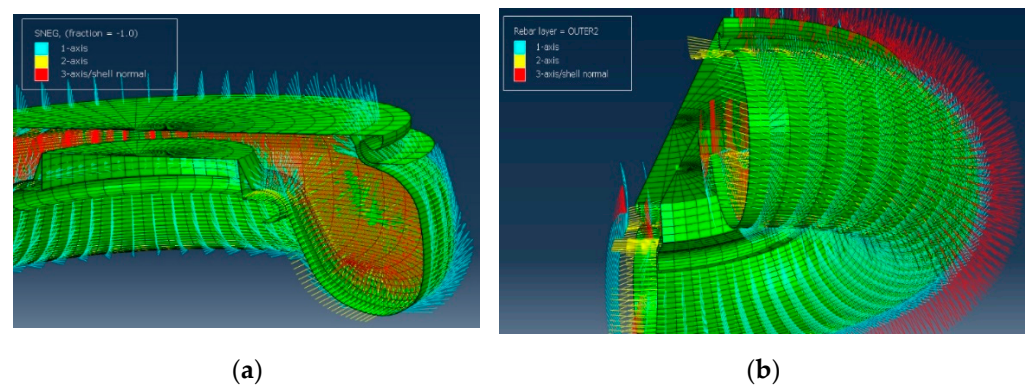 SNEG, (fraction = -1.0)
1-axis
2-axis
3-axis/shell normal
Rebar layer = OUTER2
1-axis
2-axis
3-axis/shell normal
(a)
(b)